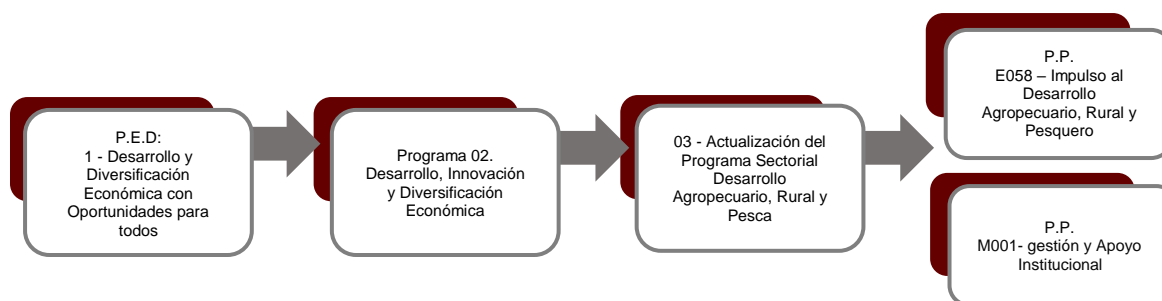 P.E.D:
1 - Desarrollo y
Diversificación
Económica con
Oportunidades para
todos
Programa 02.
Desarrollo, Innovación
y Diversificación
Económica
03 - Actualización del
Programa Sectorial
Desarrollo
Agropecuario, Rural y
Pesca
P.P.
E058 – Impulso al
Desarrollo
Agropecuario, Rural y
Pesquero
P.P.
M001- gestión y Apoyo
Institucional